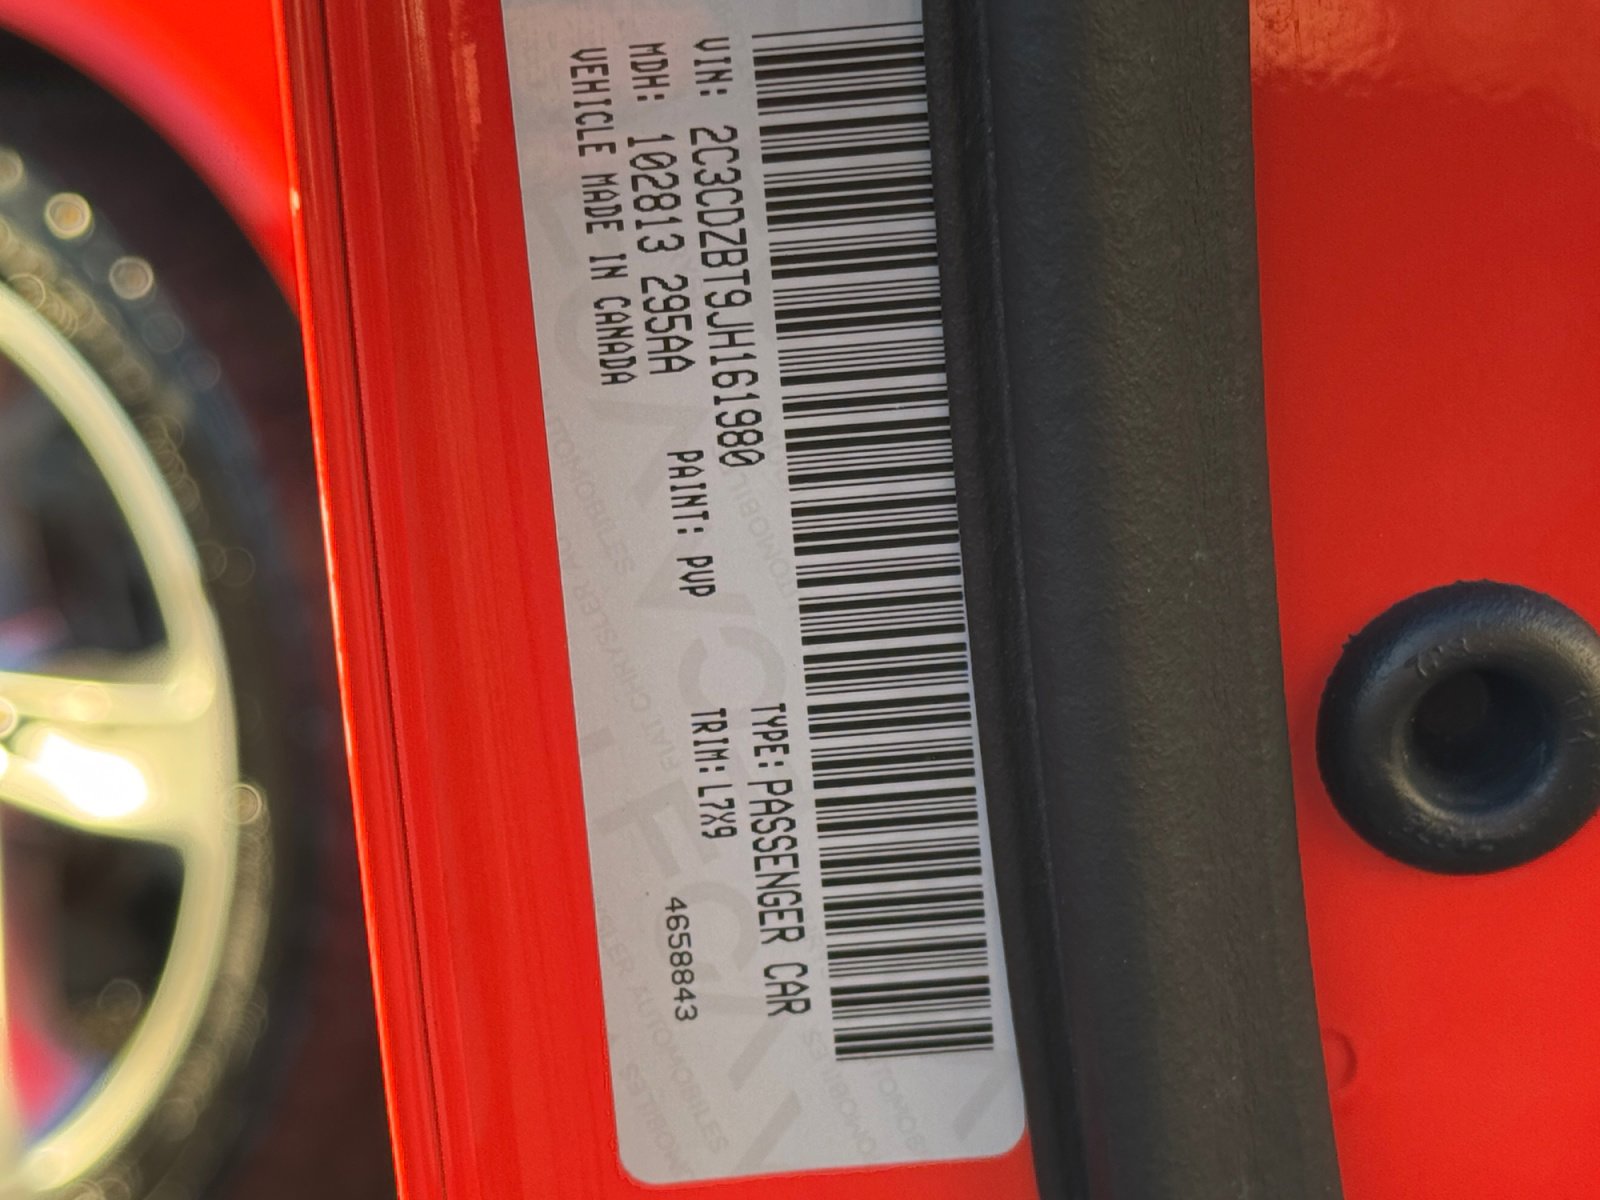 VIN: 2C3CDZBT9JH161980
TYPE: PASSENGER CAR
MDH: 102813 295AA
PAINT: PVP
TRIM: L7X9
VEHICLE MADE IN CANADA
4658843